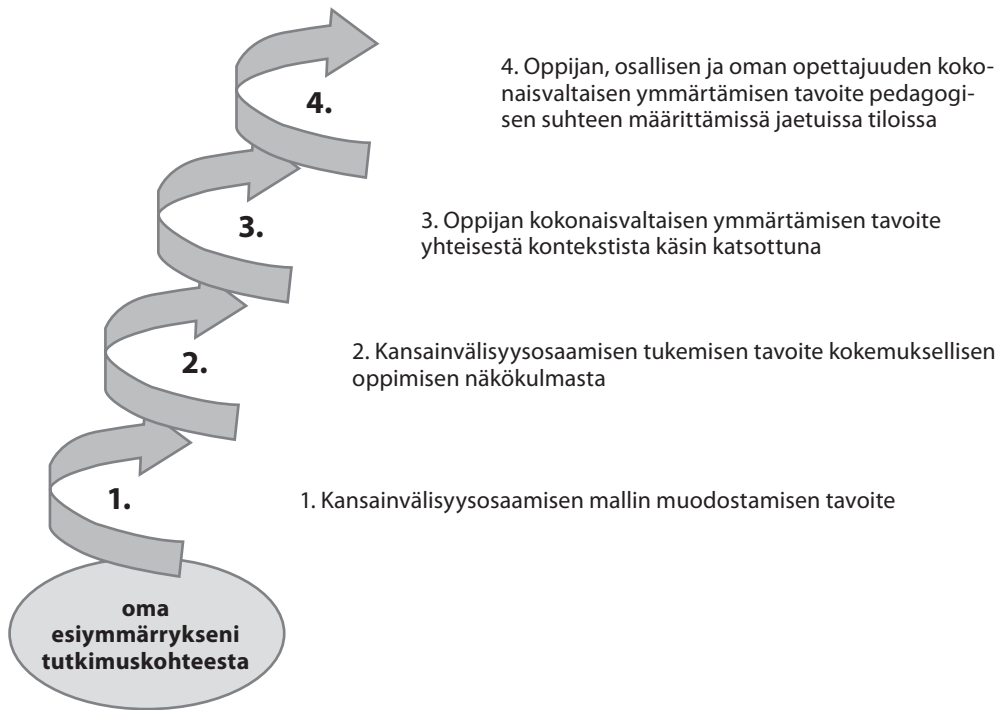 4. Oppijan, osallisen ja oman opettajuuden koko-
naisvaltaisen ymmärtämisen tavoite pedagogi-
sen suhteen määrittämissä jaetuissa tiloissa
4.
3. Oppijan kokonaisvaltaisen ymmärtämisen tavoite
yhteisestä kontekstista käsin katsottuna
3.
2. Kansainvälisyysosaamisen tukemisen tavoite kokemuksellisen
oppimisen näkökulmasta
2.
1. Kansainvälisyysosaamisen mallin muodostamisen tavoite
1.
oma
esiymmärrykseni
tutkimuskohteesta